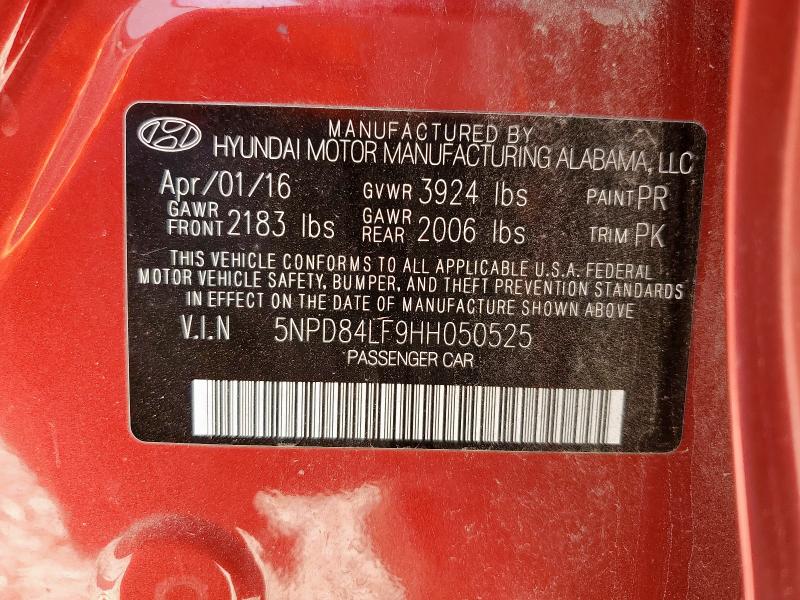 MANUFACTURED BY
HYUNDAI MOTOR MANUFACTURING ALABAMA, LLC
Apr/01/16 GVWR 3924 lbs PAINT PR
GAWR FRONT 2183 lbs GAWR REAR 2006 lbs TRIM PK
THIS VEHICLE CONFORMS TO ALL APPLICABLE U.S.A. FEDERAL
MOTOR VEHICLE SAFETY, BUMPER, AND THEFT PREVENTION STANDARDS
IN EFFECT ON THE DATE OF MANUFACTURE SHOWN ABOVE
V.I.N 5NPD84LF9HH050525
PASSENGER CAR